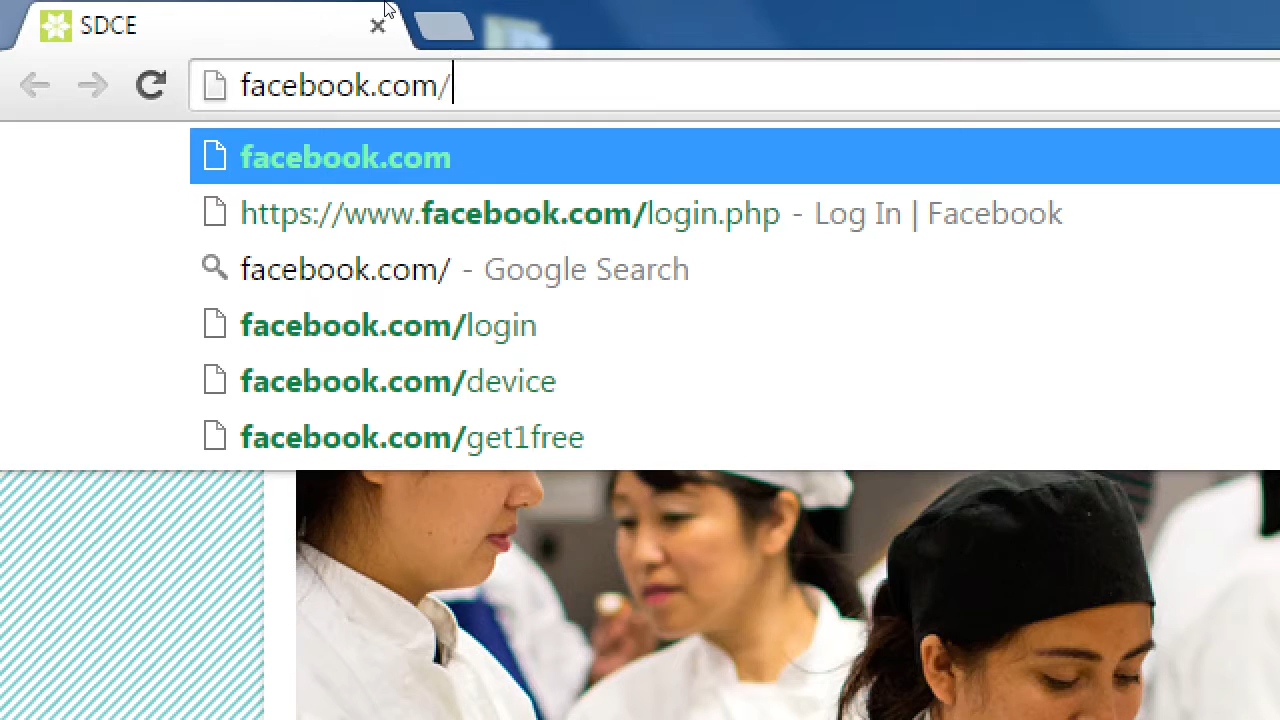 SDCE
facebook.com/
facebook.com
https://www.facebook.com/login.php - Log In | Facebook
facebook.com/ - Google Search
facebook.com/login
facebook.com/device
facebook.com/get1free